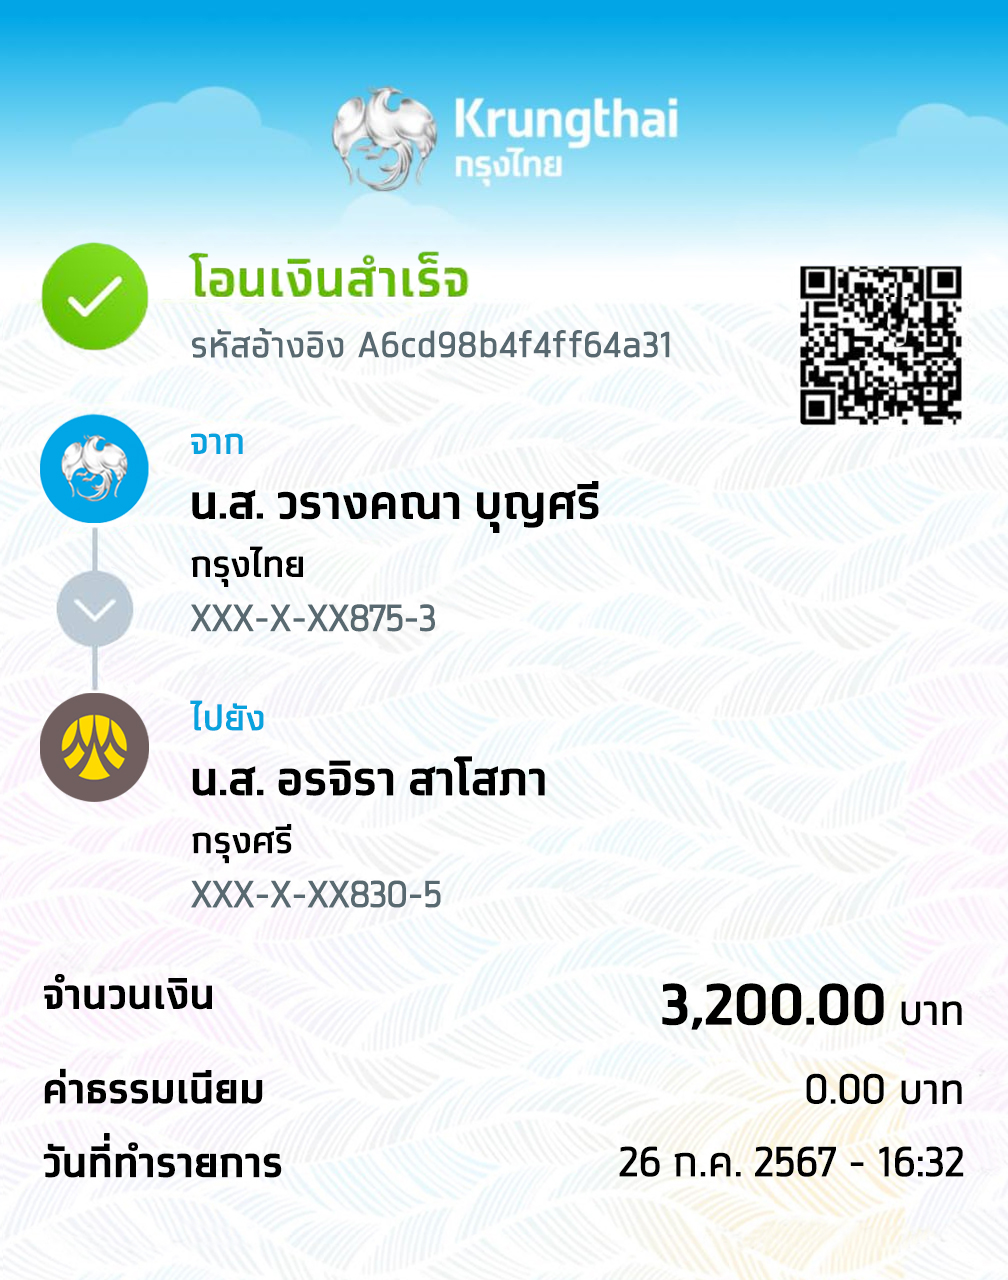 Krungthai
กรุงไทย
โอนเงินสำเร็จ
รหัสอ้างอิง A6cd98b4f4ff64a31
จาก
น.ส. วรางคณา บุญศรี
กรุงไทย
XXX-X-XX875-3
ไปยัง
น.ส. อรจิรา สาโสภา
กรุงศรี
XXX-X-XX830-5
จำนวนเงิน 3,200.00 บาท
ค่าธรรมเนียม 0.00 บาท
วันที่ทำรายการ 26 ก.ค. 2567 - 16:32